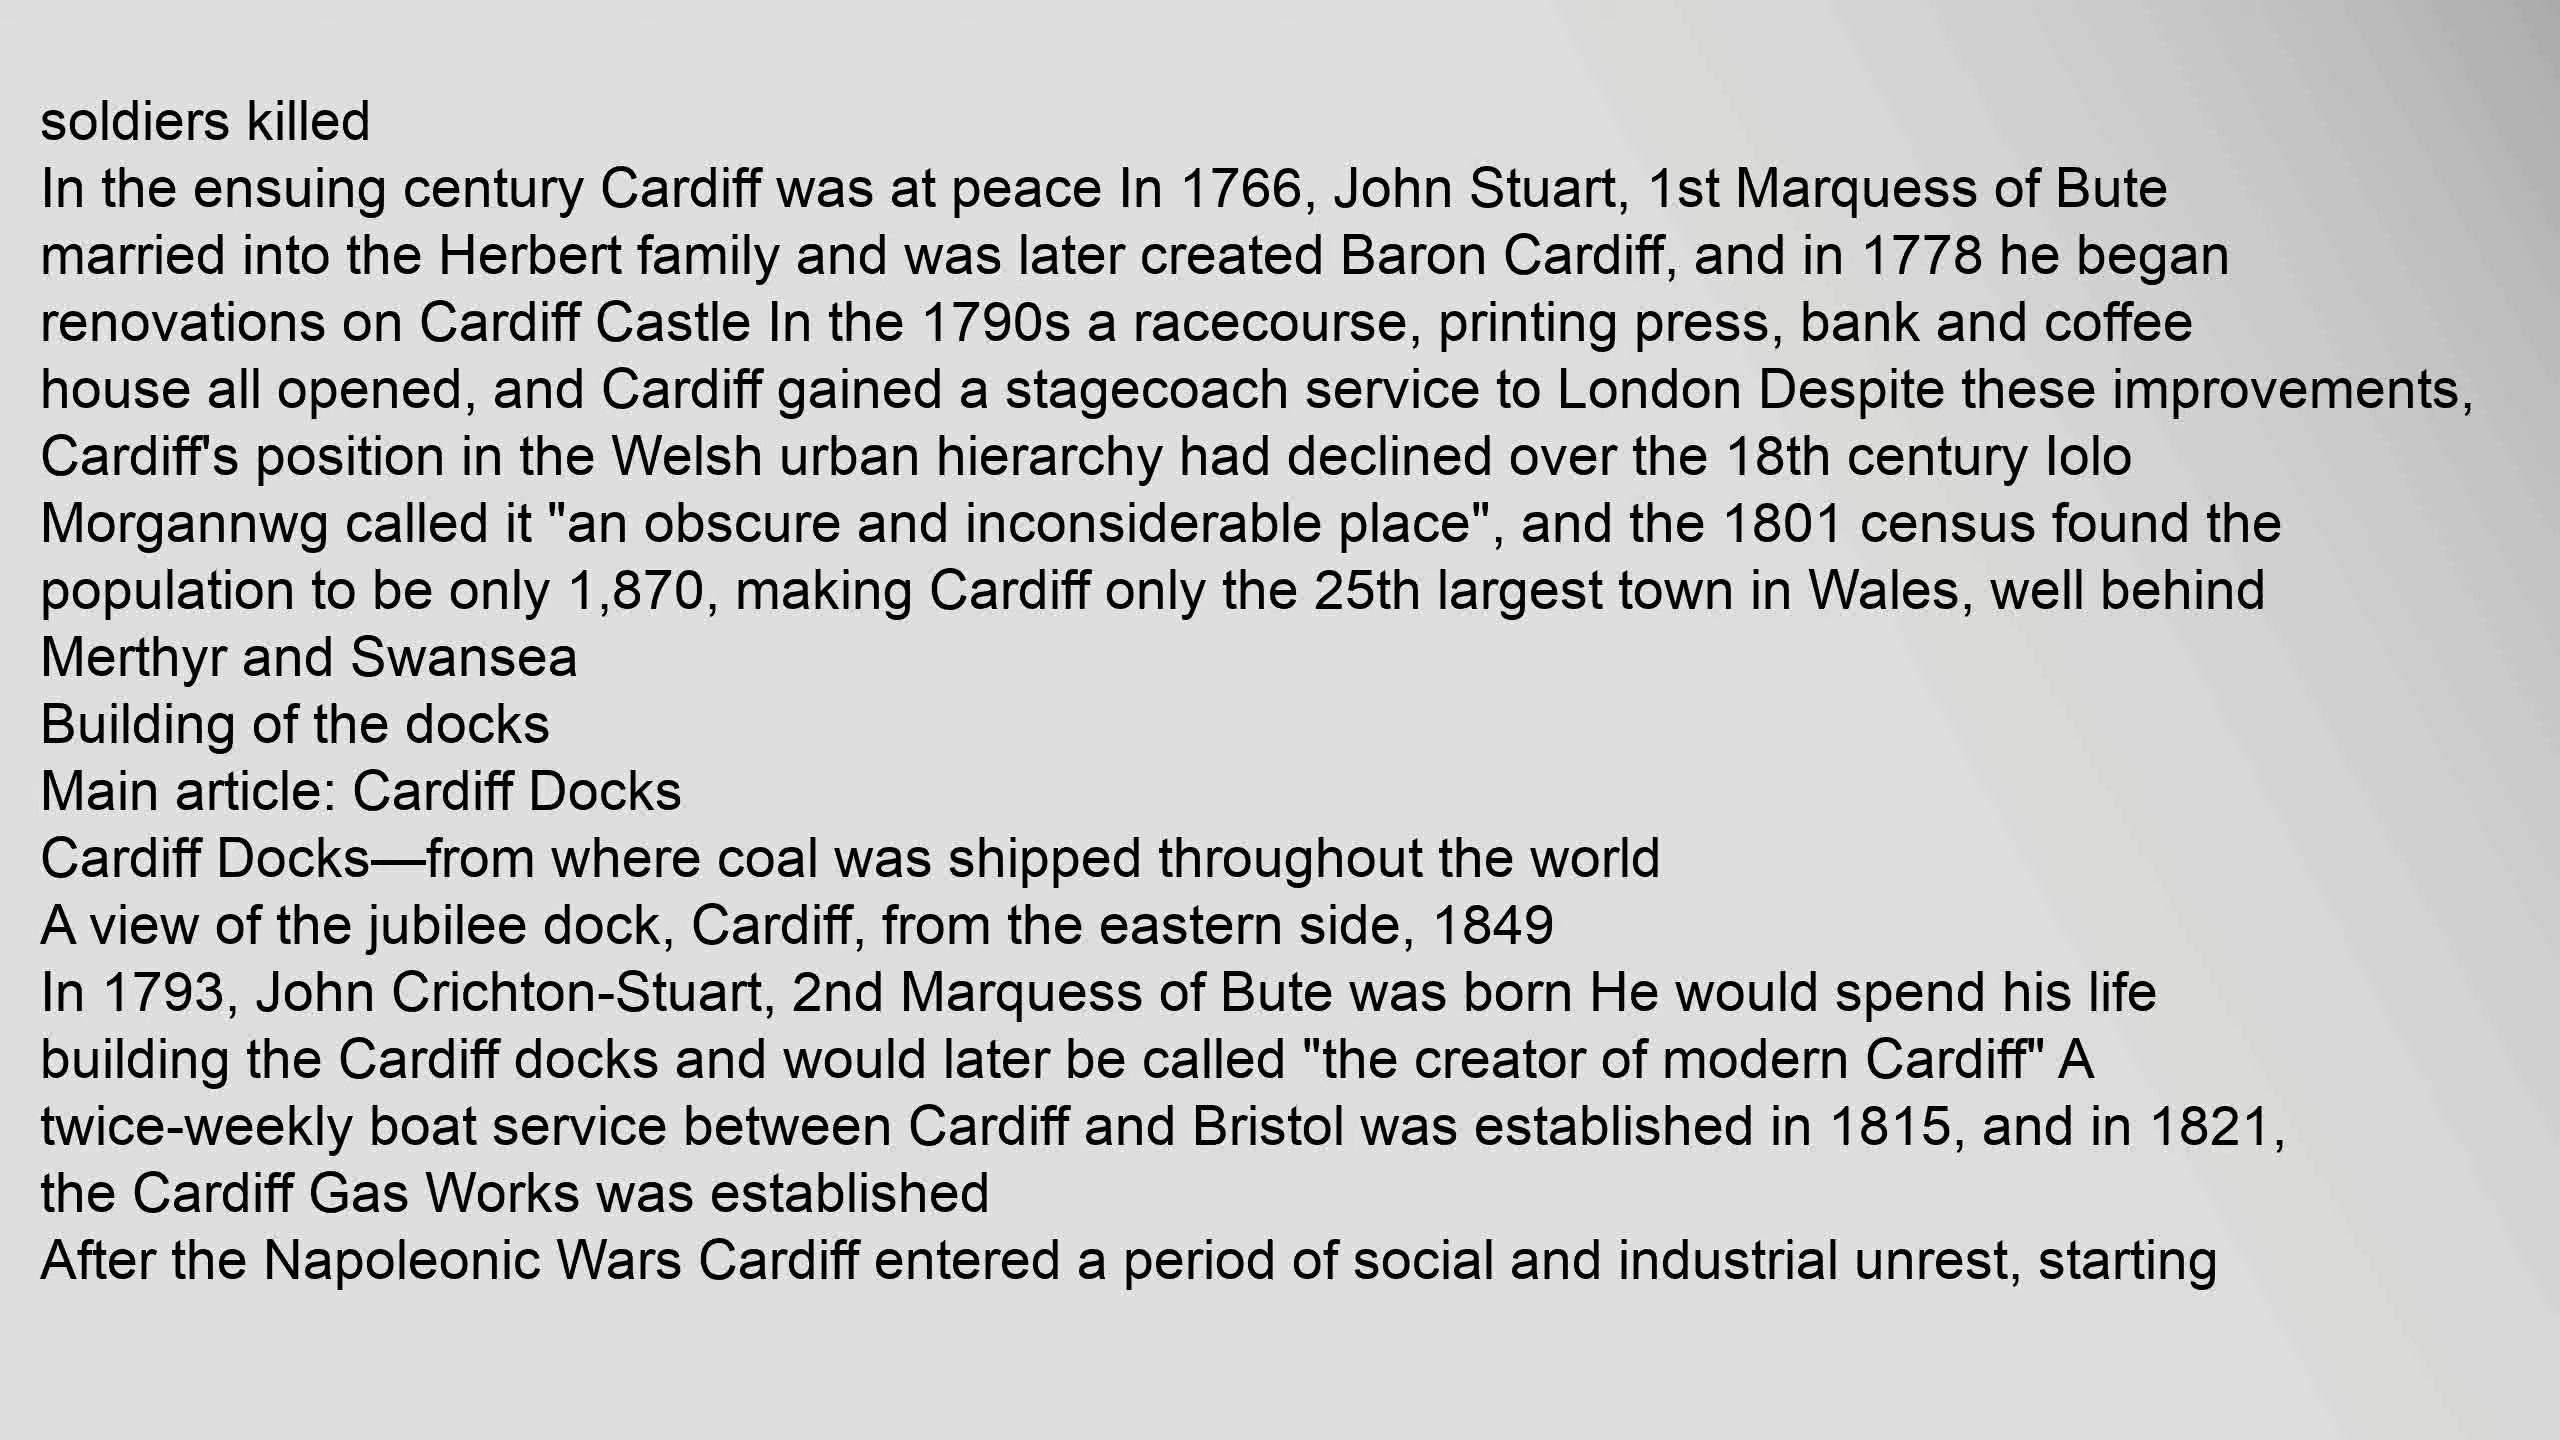 soldiers killed
In the ensuing century Cardiff was at peace In 1766, John Stuart, 1st Marquess of Bute
married into the Herbert family and was later created Baron Cardiff, and in 1778 he began
renovations on Cardiff Castle In the 1790s a racecourse, printing press, bank and coffee
house all opened, and Cardiff gained a stagecoach service to London Despite these improvements,
Cardiff's position in the Welsh urban hierarchy had declined over the 18th century Iolo
Morgannwg called it "an obscure and inconsiderable place", and the 1801 census found the
population to be only 1,870, making Cardiff only the 25th largest town in Wales, well behind
Merthyr and Swansea
Building of the docks
Main article: Cardiff Docks
Cardiff Docks—from where coal was shipped throughout the world
A view of the jubilee dock, Cardiff, from the eastern side, 1849
In 1793, John Crichton-Stuart, 2nd Marquess of Bute was born He would spend his life
building the Cardiff docks and would later be called "the creator of modern Cardiff" A
twice-weekly boat service between Cardiff and Bristol was established in 1815, and in 1821,
the Cardiff Gas Works was established
After the Napoleonic Wars Cardiff entered a period of social and industrial unrest, starting